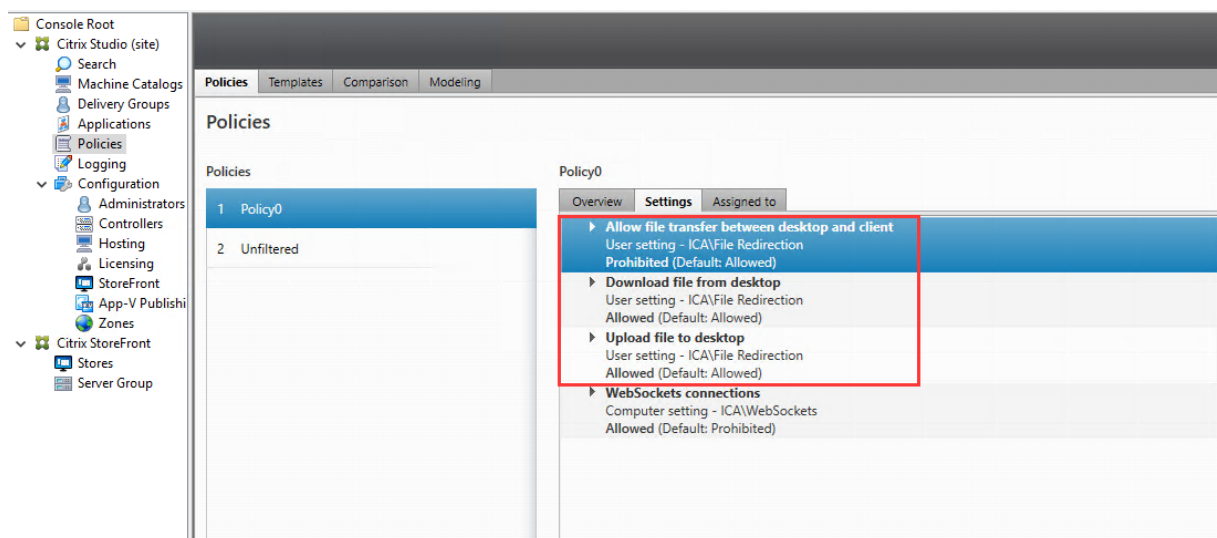 Console Root
Citrix Studio (site)
Search
Machine Catalogs
Delivery Groups
Applications
Policies
Logging
Configuration
Administrators
Controllers
Hosting
Licensing
StoreFront
App-V Publishi
Zones
Citrix StoreFront
Stores
Server Group
Policies Templates Comparison Modeling
Policies
Policies
1 Policy0
2 Unfiltered
Policy0
Overview Settings Assigned to
Allow file transfer between desktop and client
User setting - ICA\File Redirection
Prohibited (Default: Allowed)
Download file from desktop
User setting - ICA\File Redirection
Allowed (Default: Allowed)
Upload file to desktop
User setting - ICA\File Redirection
Allowed (Default: Allowed)
WebSockets connections
Computer setting - ICA\WebSockets
Allowed (Default: Prohibited)